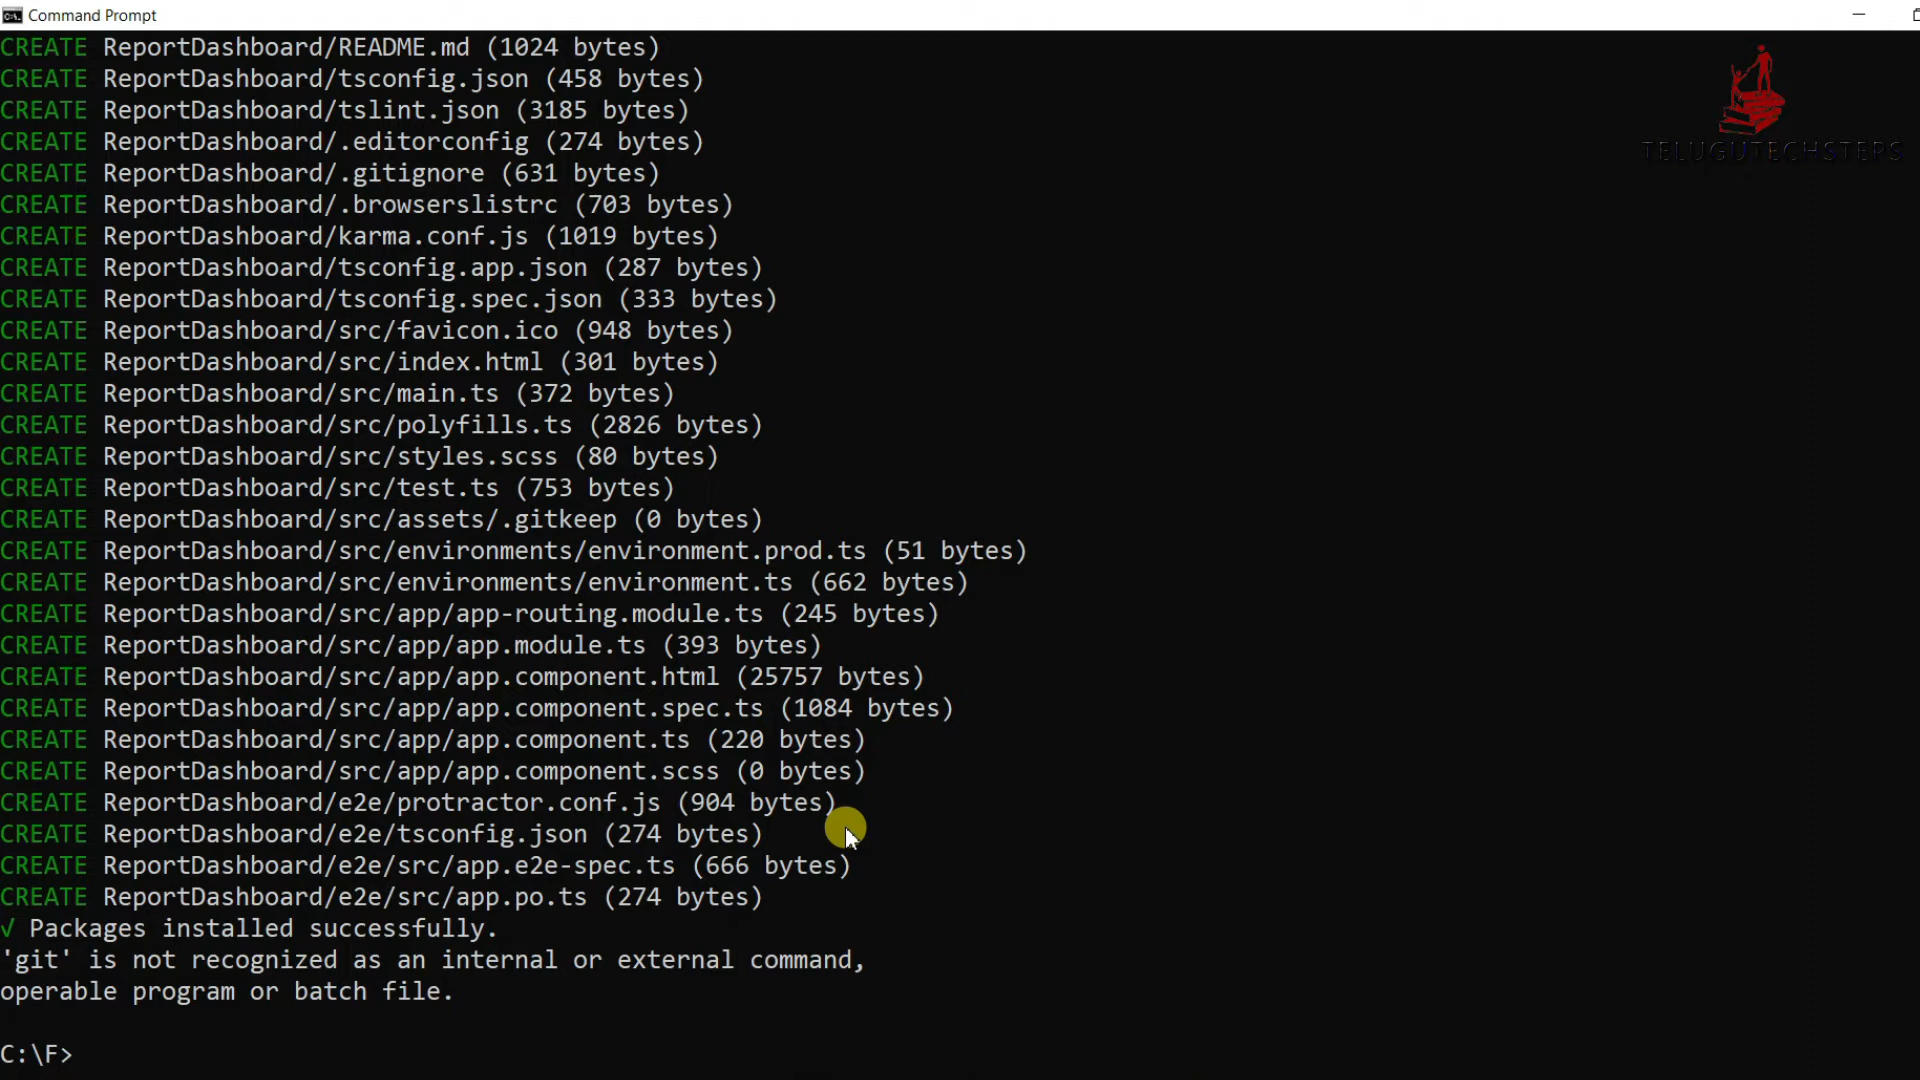 Command Prompt
CREATE ReportDashboard/README.md (1024 bytes)
CREATE ReportDashboard/tsconfig.json (458 bytes)
CREATE ReportDashboard/tslint.json (3185 bytes)
CREATE ReportDashboard/.editorconfig (274 bytes)
CREATE ReportDashboard/.gitignore (631 bytes)
CREATE ReportDashboard/.browserslistrc (703 bytes)
CREATE ReportDashboard/karma.conf.js (1019 bytes)
CREATE ReportDashboard/tsconfig.app.json (287 bytes)
CREATE ReportDashboard/tsconfig.spec.json (333 bytes)
CREATE ReportDashboard/src/favicon.ico (948 bytes)
CREATE ReportDashboard/src/index.html (301 bytes)
CREATE ReportDashboard/src/main.ts (372 bytes)
CREATE ReportDashboard/src/polyfills.ts (2826 bytes)
CREATE ReportDashboard/src/styles.scss (80 bytes)
CREATE ReportDashboard/src/test.ts (753 bytes)
CREATE ReportDashboard/src/assets/.gitkeep (0 bytes)
CREATE ReportDashboard/src/environments/environment.prod.ts (51 bytes)
CREATE ReportDashboard/src/environments/environment.ts (662 bytes)
CREATE ReportDashboard/src/app/app-routing.module.ts (245 bytes)
CREATE ReportDashboard/src/app/app.module.ts (393 bytes)
CREATE ReportDashboard/src/app/app.component.html (25757 bytes)
CREATE ReportDashboard/src/app/app.component.spec.ts (1084 bytes)
CREATE ReportDashboard/src/app/app.component.ts (220 bytes)
CREATE ReportDashboard/src/app/app.component.scss (0 bytes)
CREATE ReportDashboard/e2e/protractor.conf.js (904 bytes)
CREATE ReportDashboard/e2e/tsconfig.json (274 bytes)
CREATE ReportDashboard/e2e/src/app.e2e-spec.ts (666 bytes)
CREATE ReportDashboard/e2e/src/app.po.ts (274 bytes)
√ Packages installed successfully.
'git' is not recognized as an internal or external command,
operable program or batch file.
C:\F>
TELUGUTECHSTEPS